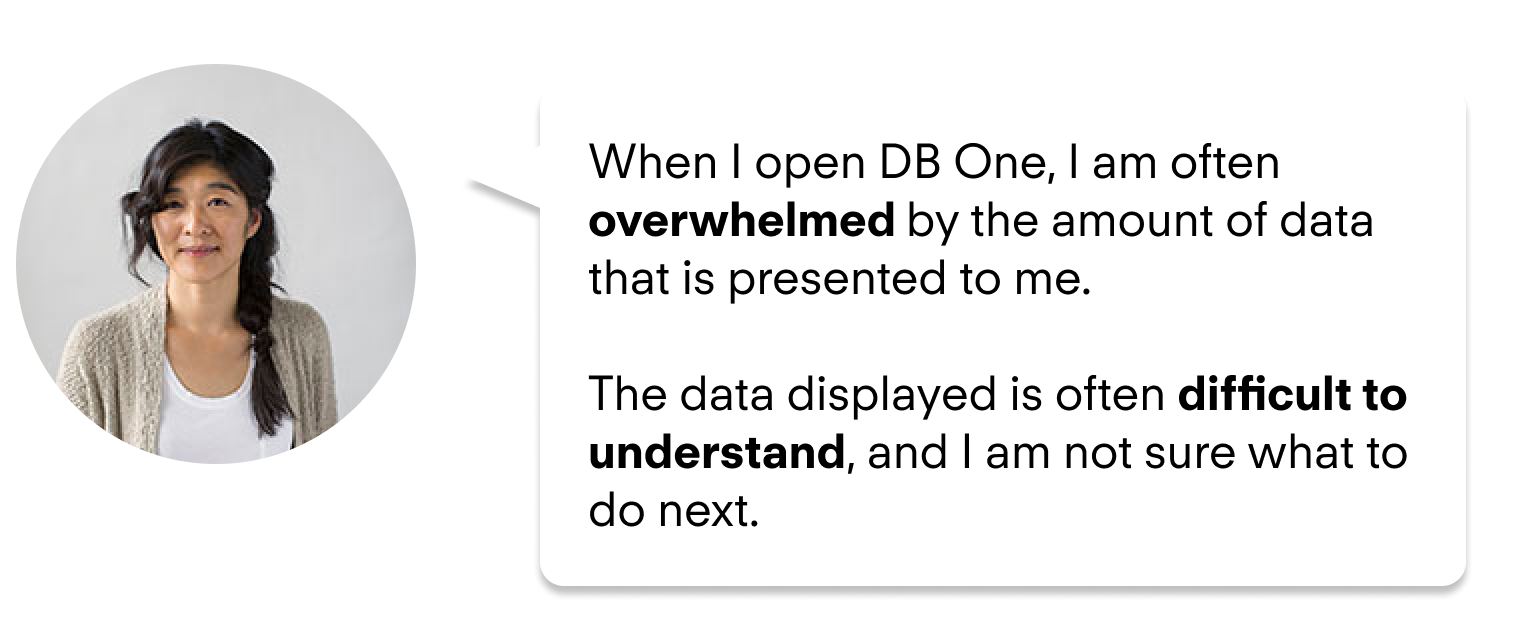 When I open DB One, I am often
overwhelmed by the amount of data
that is presented to me.
The data displayed is often difficult to
understand, and I am not sure what to
do next.